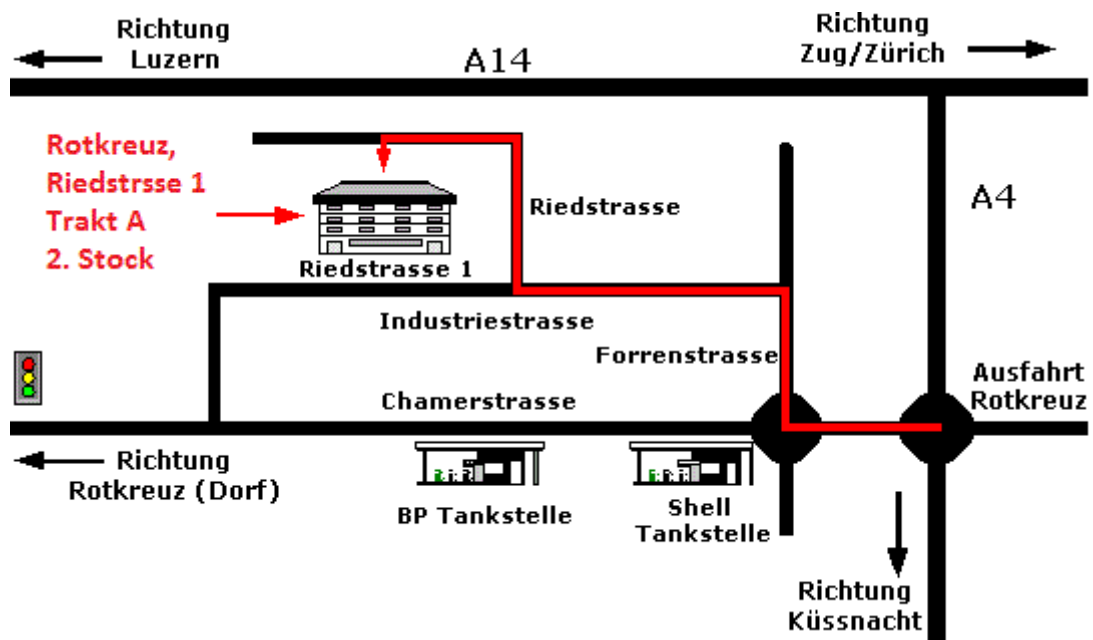 Richtung
Luzern
A14
Richtung
Zug/Zürich
Rotkreuz,
Riedstrsse 1
Trakt A
2. Stock
Riedstrasse
A4
Riedstrasse 1
Industriestrasse
Forrenstrasse
Ausfahrt
Rotkreuz
Chamerstrasse
Richtung
Rotkreuz (Dorf)
BP Tankstelle
Shell
Tankstelle
Richtung
Küssnacht